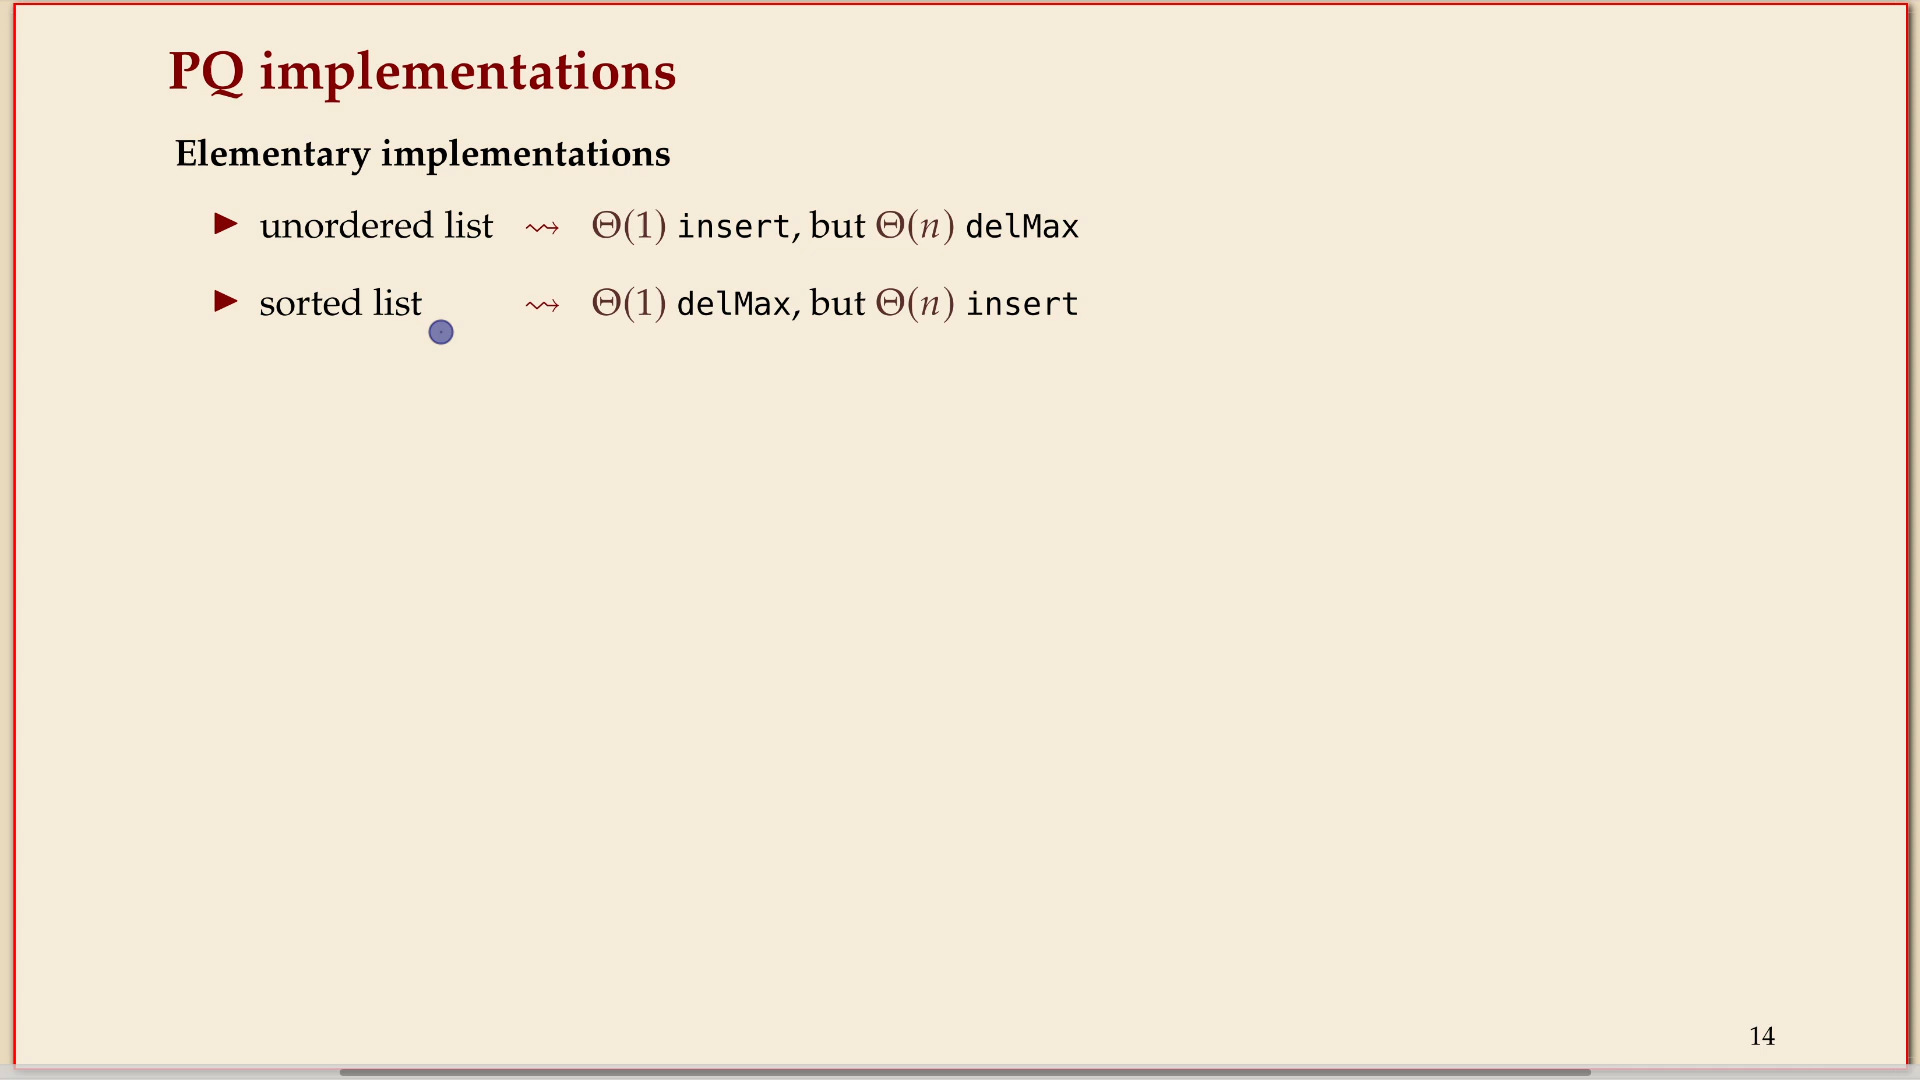 PQ implementations
Elementary implementations
▶ unordered list ⇝ Θ(1) insert, but Θ(n) delMax
▶ sorted list ⇝ Θ(1) delMax, but Θ(n) insert
14